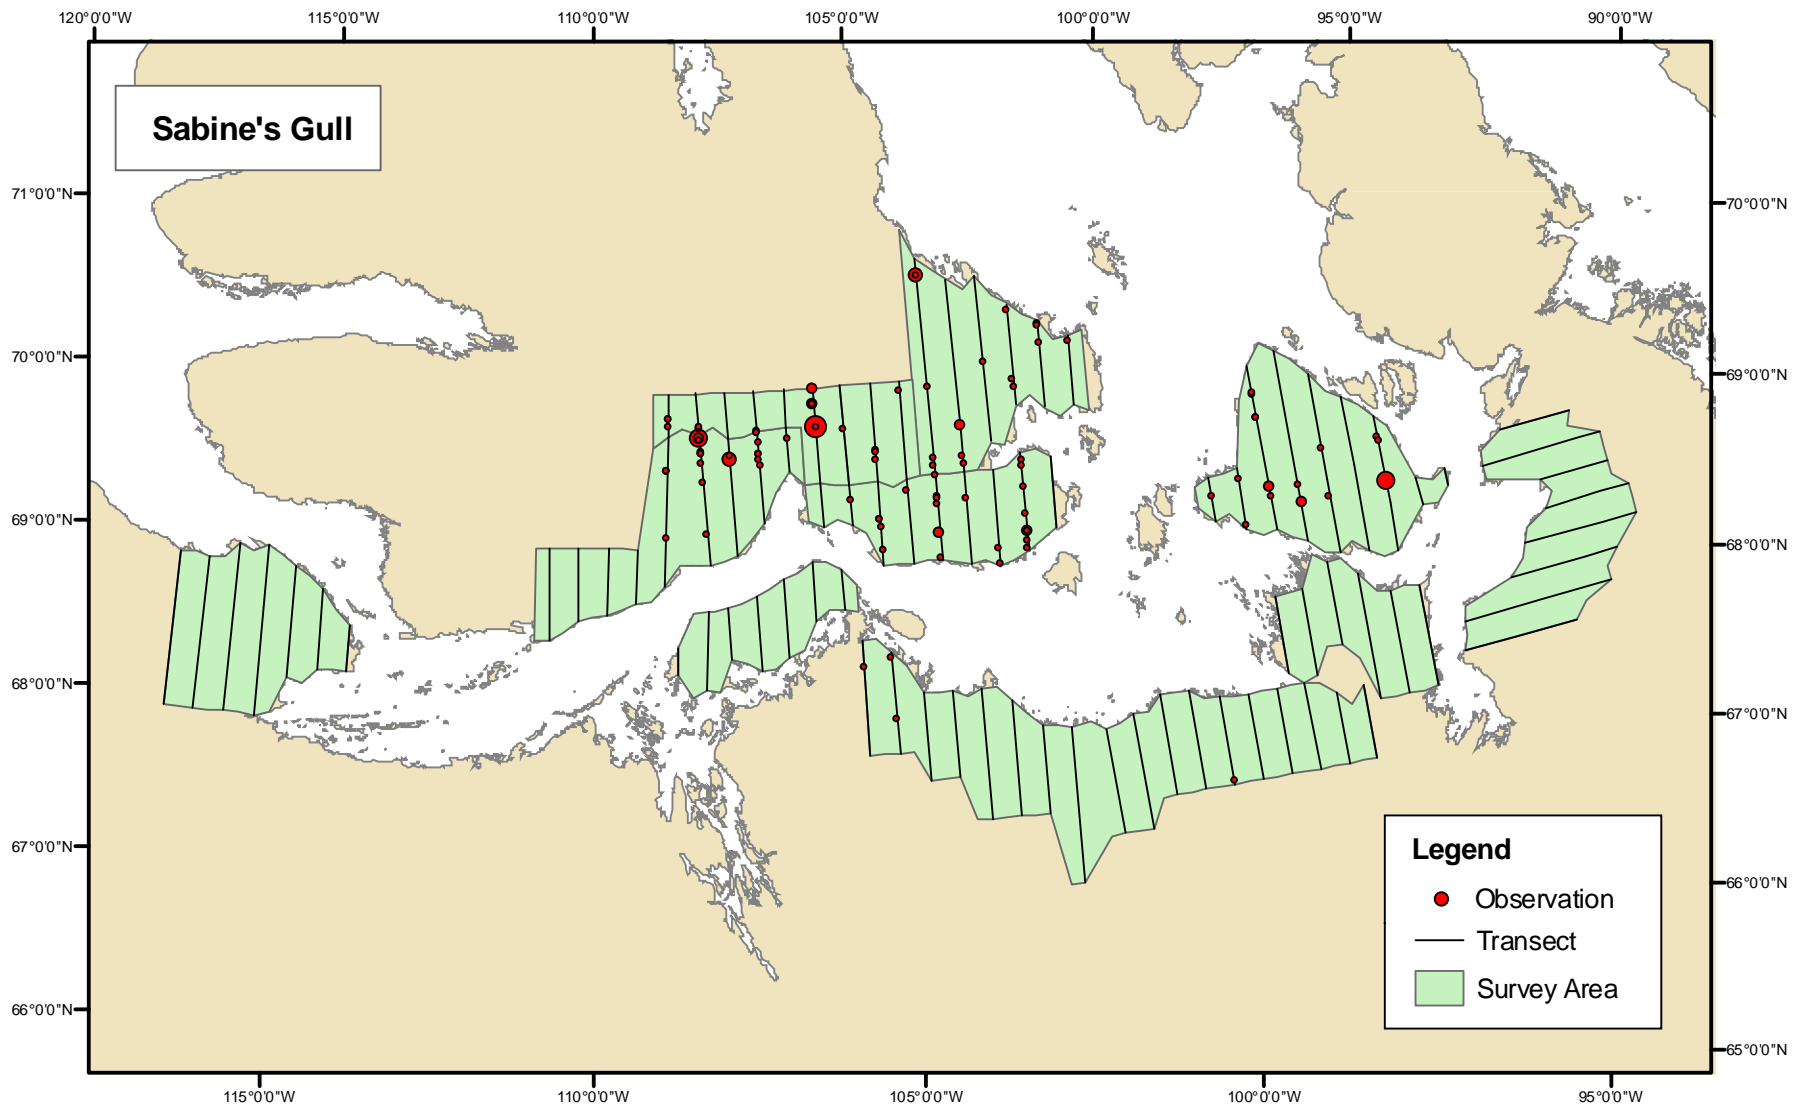 120°0'0"W 115°0'0"W 110°0'0"W 105°0'0"W 100°0'0"W 95°0'0"W 90°0'0"W
Sabine's Gull
71°0'0"N
70°0'0"N
70°0'0"N
69°0'0"N
69°0'0"N
68°0'0"N
68°0'0"N
67°0'0"N
67°0'0"N
66°0'0"N
66°0'0"N
65°0'0"N
Legend
Observation
Transect
Survey Area
115°0'0"W 110°0'0"W 105°0'0"W 100°0'0"W 95°0'0"W